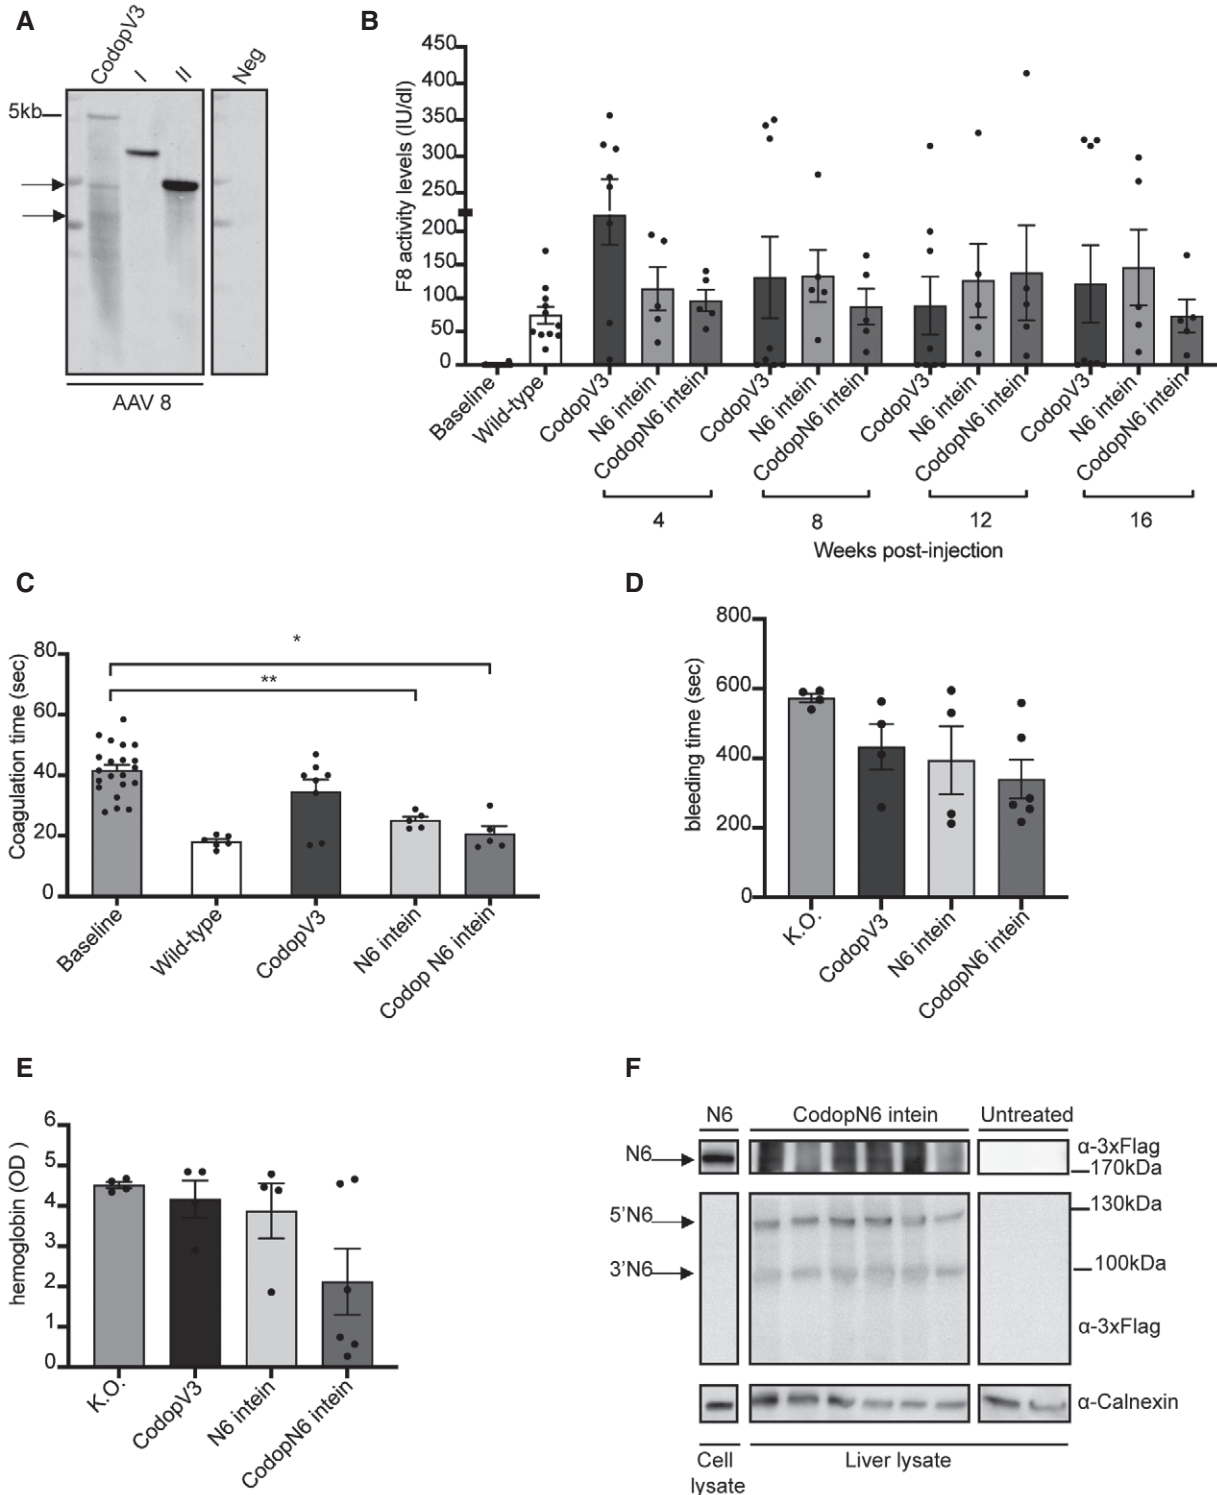 A
CodopV3
I
II
Neg
5kb
AAV 8
B
F8 activity levels (IU/dl)
450
400
350
300
250
200
150
100
50
0
Baseline
Wild-type
CodopV3
N6 intein
CodopN6 intein
CodopV3
N6 intein
CodopN6 intein
CodopV3
N6 intein
CodopN6 intein
CodopV3
N6 intein
CodopN6 intein
4
8
12
16
Weeks post-injection
C
Coagulation time (sec)
80
60
40
20
0
*
**
Baseline
Wild-type
CodopV3
N6 intein
Codop N6 intein
D
bleeding time (sec)
800
600
400
200
0
K.O.
CodopV3
N6 intein
CodopN6 intein
E
hemoglobin (OD )
6
5
4
3
2
1
0
K.O.
CodopV3
N6 intein
CodopN6 intein
F
N6
CodopN6 intein
Untreated
N6
α-3xFlag
170kDa
5'N6
130kDa
3'N6
100kDa
α-3xFlag
α-Calnexin
Cell
lysate
Liver lysate